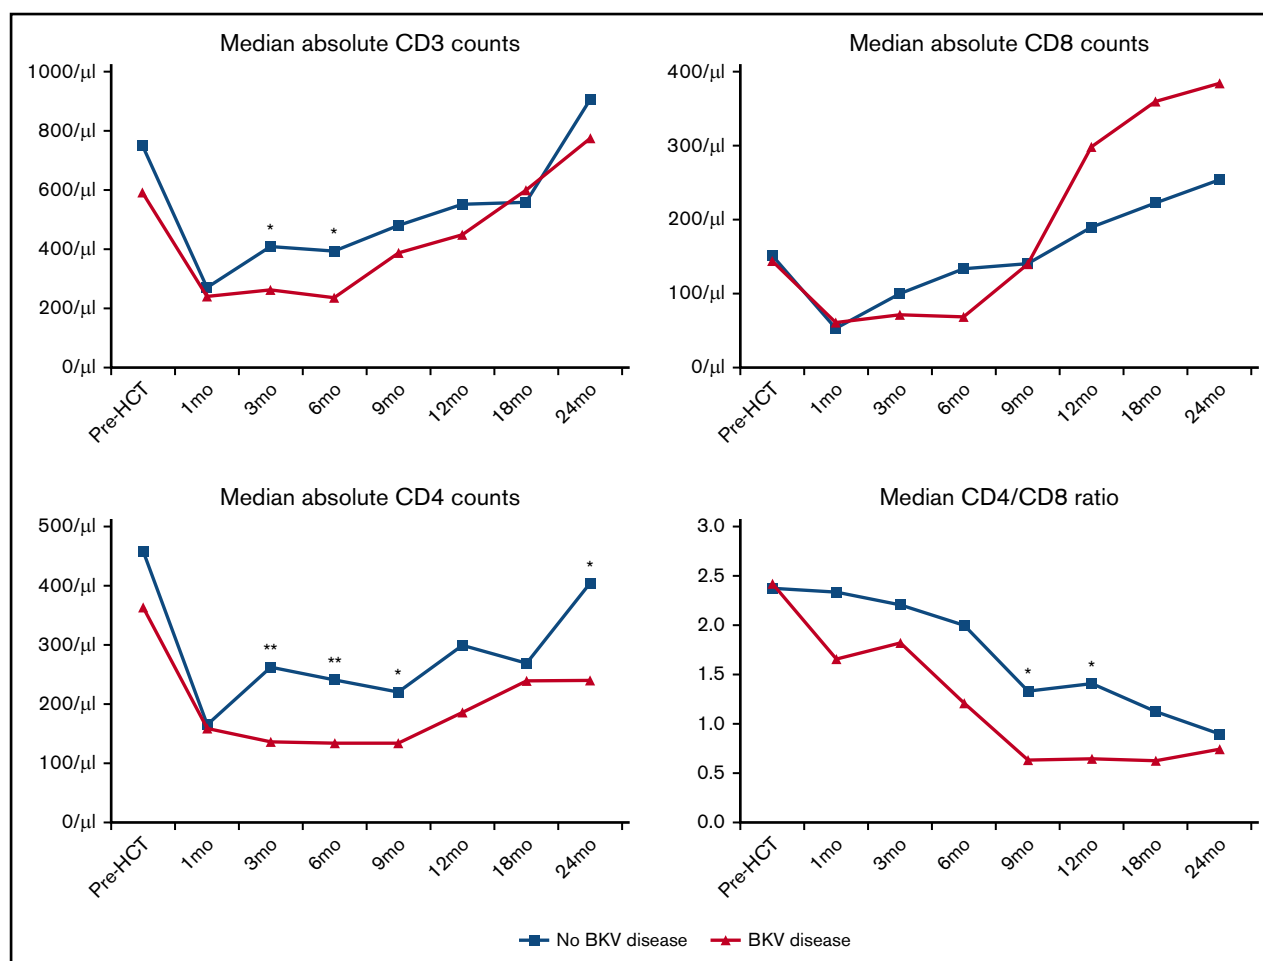 Median absolute CD3 counts
1000/µl
800/µl
600/µl
400/µl
200/µl
0/µl
* *
Pre-HCT 1mo 3mo 6mo 9mo 12mo 18mo 24mo
Median absolute CD8 counts
400/µl
300/µl
200/µl
100/µl
0/µl
Pre-HCT 1mo 3mo 6mo 9mo 12mo 18mo 24mo
Median absolute CD4 counts
500/µl
400/µl
300/µl
200/µl
100/µl
0/µl
** ** * *
Pre-HCT 1mo 3mo 6mo 9mo 12mo 18mo 24mo
Median CD4/CD8 ratio
3.0
2.5
2.0
1.5
1.0
0.5
0.0
* *
Pre-HCT 1mo 3mo 6mo 9mo 12mo 18mo 24mo
No BKV disease BKV disease